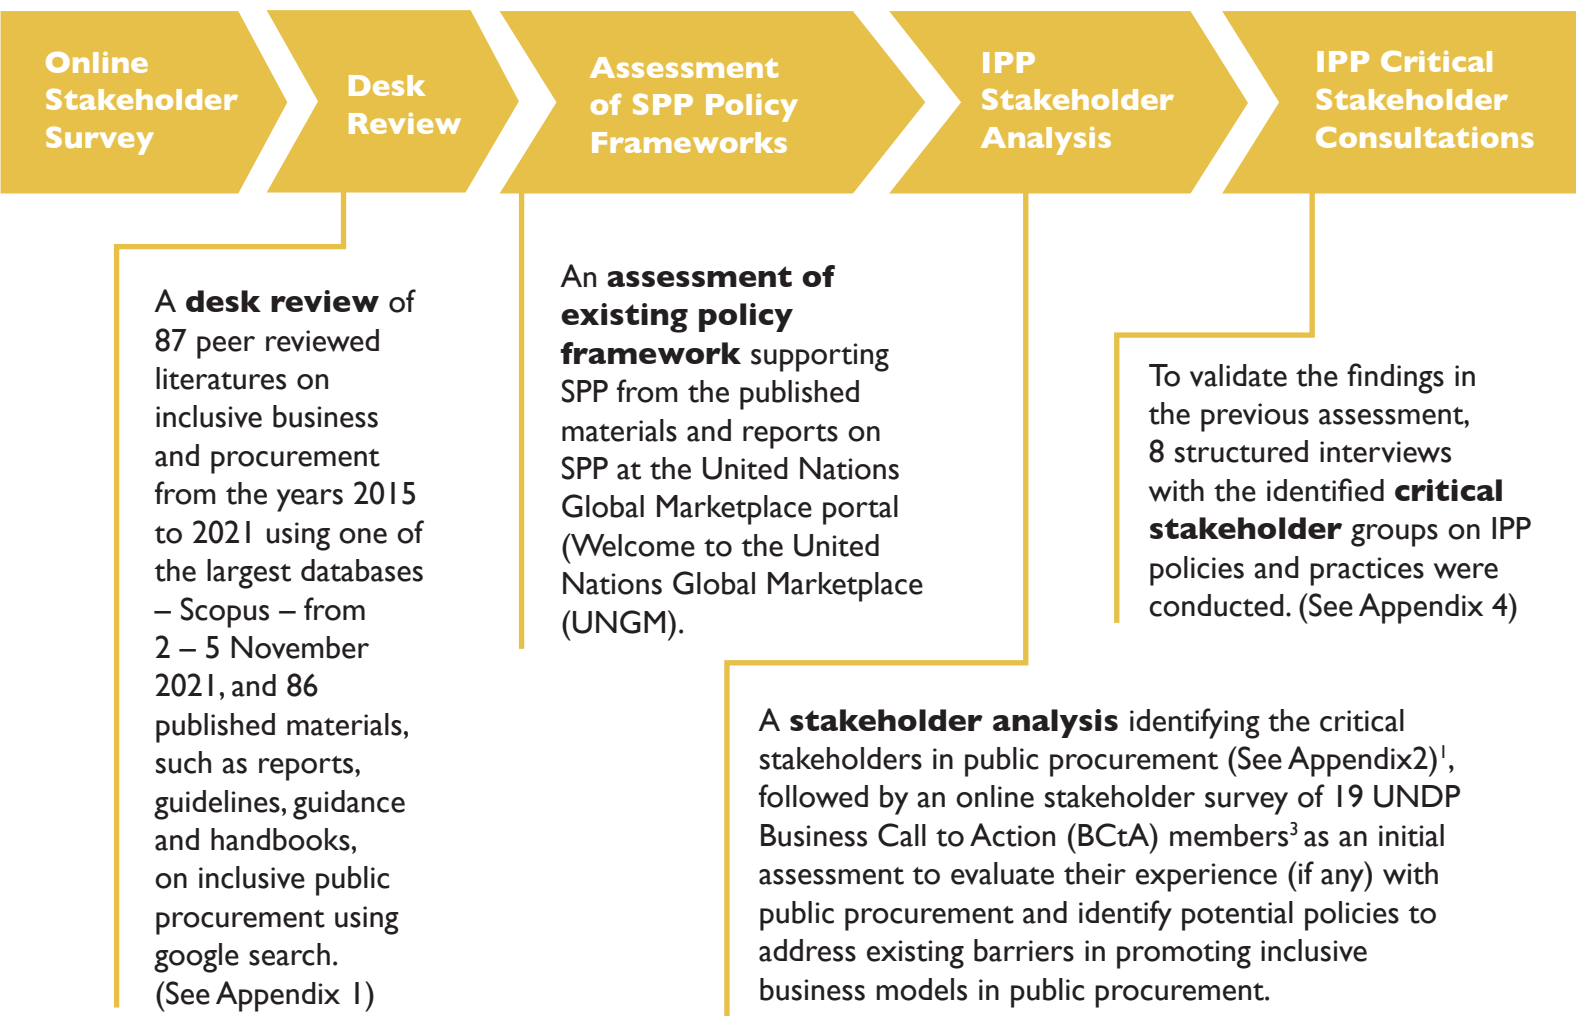 Online
Stakeholder
Survey
Desk
Review
Assessment
of SPP Policy
Frameworks
IPP
Stakeholder
Analysis
IPP Critical
Stakeholder
Consultations
A desk review of
87 peer reviewed
literatures on
inclusive business
and procurement
from the years 2015
to 2021 using one of
the largest databases
– Scopus – from
2 – 5 November
2021, and 86
published materials,
such as reports,
guidelines, guidance
and handbooks,
on inclusive public
procurement using
google search.
(See Appendix 1)
An assessment of
existing policy
framework supporting
SPP from the published
materials and reports on
SPP at the United Nations
Global Marketplace portal
(Welcome to the United
Nations Global Marketplace
(UNGM).
To validate the findings in
the previous assessment,
8 structured interviews
with the identified critical
stakeholder groups on IPP
policies and practices were
conducted. (See Appendix 4)
A stakeholder analysis identifying the critical
stakeholders in public procurement (See Appendix2)¹,
followed by an online stakeholder survey of 19 UNDP
Business Call to Action (BCtA) members³ as an initial
assessment to evaluate their experience (if any) with
public procurement and identify potential policies to
address existing barriers in promoting inclusive
business models in public procurement.